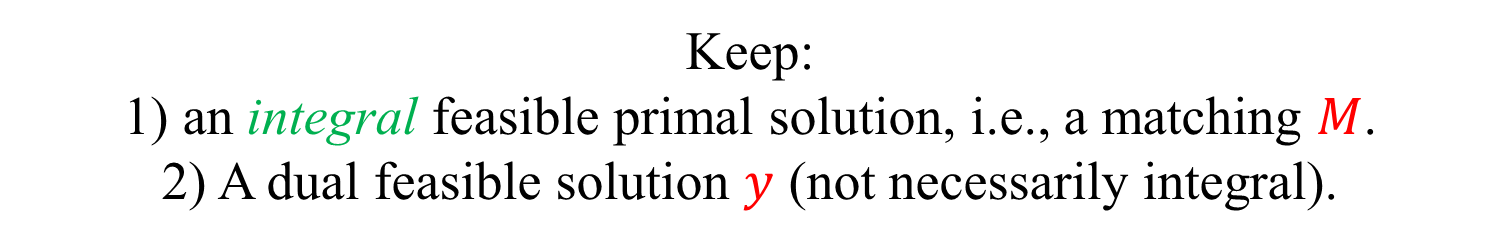 Keep:
1) an integral feasible primal solution, i.e., a matching M.
2) A dual feasible solution y (not necessarily integral).